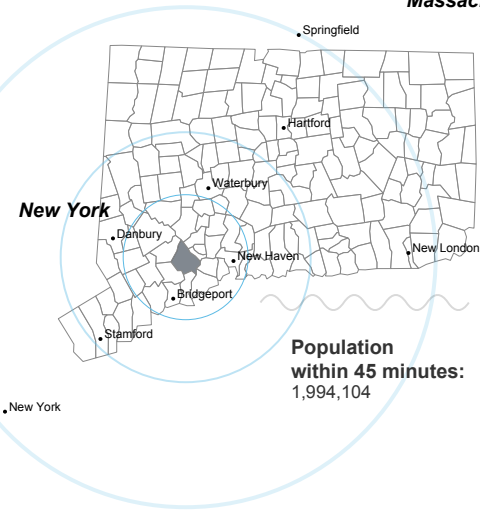 Massac
Springfield
Hartford
Waterbury
New York
Danbury
New Haven
New London
Bridgeport
Stamford
Population
within 45 minutes:
1,994,104
New York